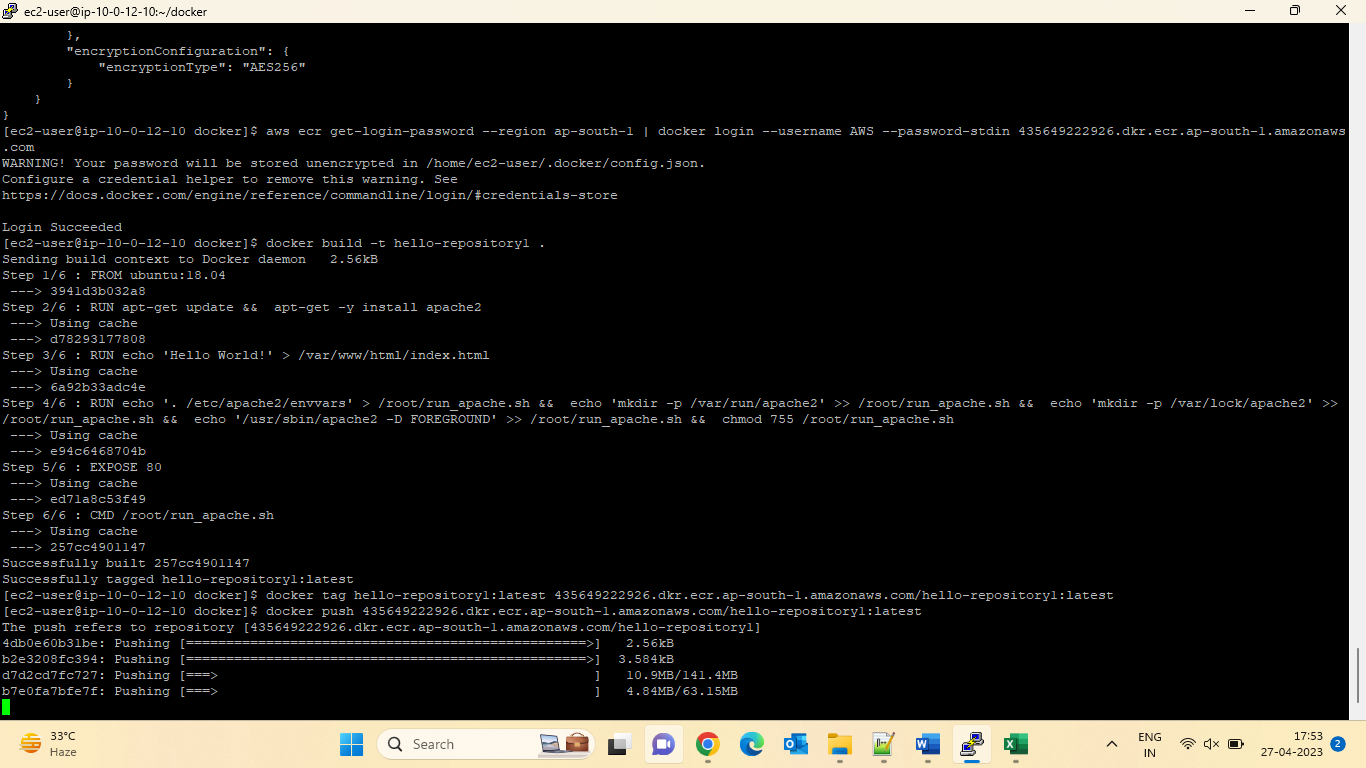 ec2-user@ip-10-0-12-10:~/docker
        },
        "encryptionConfiguration": {
            "encryptionType": "AES256"
        }
    }
}
[ec2-user@ip-10-0-12-10 docker]$ aws ecr get-login-password --region ap-south-1 | docker login --username AWS --password-stdin 435649222926.dkr.ecr.ap-south-1.amazonaws
.com
WARNING! Your password will be stored unencrypted in /home/ec2-user/.docker/config.json.
Configure a credential helper to remove this warning. See
https://docs.docker.com/engine/reference/commandline/login/#credentials-store

Login Succeeded
[ec2-user@ip-10-0-12-10 docker]$ docker build -t hello-repository1 .
Sending build context to Docker daemon   2.56kB
Step 1/6 : FROM ubuntu:18.04
 ---> 3941d3b032a8
Step 2/6 : RUN apt-get update &&  apt-get -y install apache2
 ---> Using cache
 ---> d78293177808
Step 3/6 : RUN echo 'Hello World!' > /var/www/html/index.html
 ---> Using cache
 ---> 6a92b33adc4e
Step 4/6 : RUN echo '. /etc/apache2/envvars' > /root/run_apache.sh &&  echo 'mkdir -p /var/run/apache2' >> /root/run_apache.sh &&  echo 'mkdir -p /var/lock/apache2' >>
/root/run_apache.sh &&  echo '/usr/sbin/apache2 -D FOREGROUND' >> /root/run_apache.sh &&  chmod 755 /root/run_apache.sh
 ---> Using cache
 ---> e94c6468704b
Step 5/6 : EXPOSE 80
 ---> Using cache
 ---> ed71a8c53f49
Step 6/6 : CMD /root/run_apache.sh
 ---> Using cache
 ---> 257cc4901147
Successfully built 257cc4901147
Successfully tagged hello-repository1:latest
[ec2-user@ip-10-0-12-10 docker]$ docker tag hello-repository1:latest 435649222926.dkr.ecr.ap-south-1.amazonaws.com/hello-repository1:latest
[ec2-user@ip-10-0-12-10 docker]$ docker push 435649222926.dkr.ecr.ap-south-1.amazonaws.com/hello-repository1:latest
The push refers to repository [435649222926.dkr.ecr.ap-south-1.amazonaws.com/hello-repository1]
4db0e60b31be: Pushing [==================================================>]   2.56kB
b2e3208fc394: Pushing [==================================================>]  3.584kB
d7d2cd7fc727: Pushing [===>                                               ]   10.9MB/141.4MB
b7e0fa7bfe7f: Pushing [===>                                               ]   4.84MB/63.15MB
33°C
Haze
Search
ENG
IN
17:53
27-04-2023
2